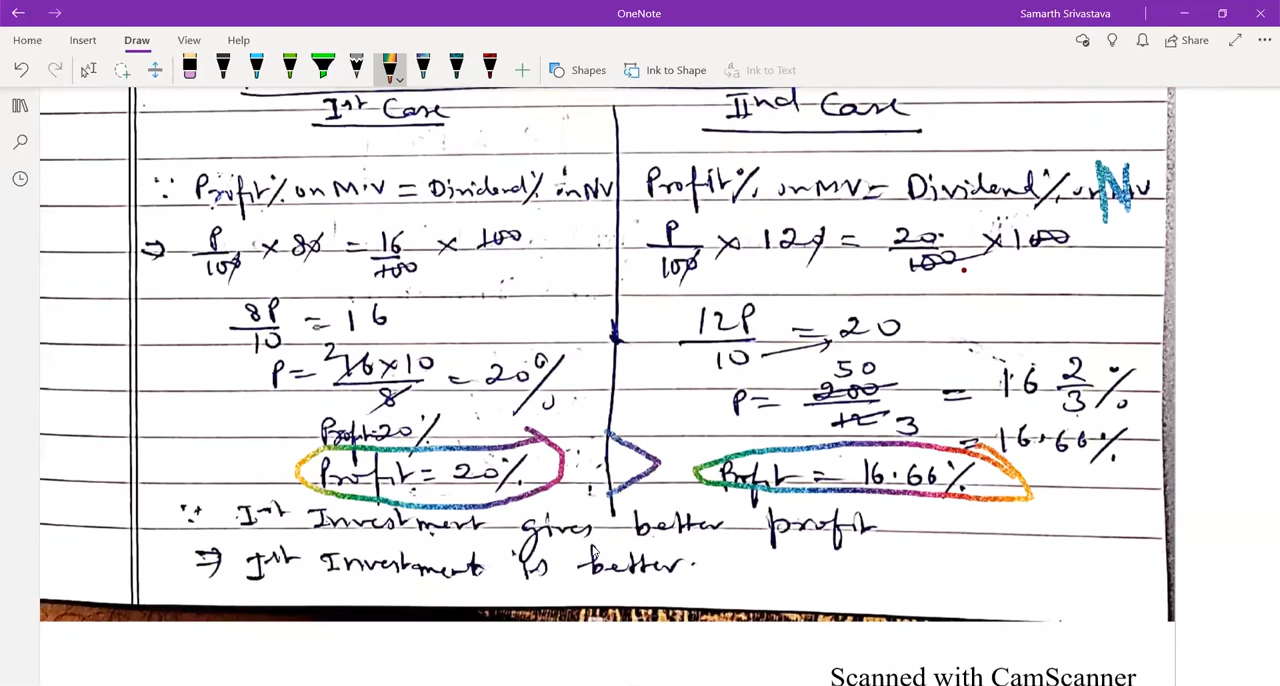 OneNote
Samarth Srivastava
Home Insert Draw View Help
Share
Shapes Ink to Shape Ink to Text
Ist Case
∵ Profit% on M.V = Dividend% on NV
⇒ P/100 × 80 = 16/100 × 100
8P/10 = 16
P = 16×10/8 = 20%
2
Profit=20%
Profit = 20%
IInd Case
Profit% on MV = Dividend% on NV
P/100 × 120 = 20/100 × 100
12P/10 = 20
P = 200/12 = 16 2/3 %
50
3
= 16.66%
>
Profit = 16.66%
∵ Ist Investment gives better profit
⇒ Ist Investment is better.
Scanned with CamScanner